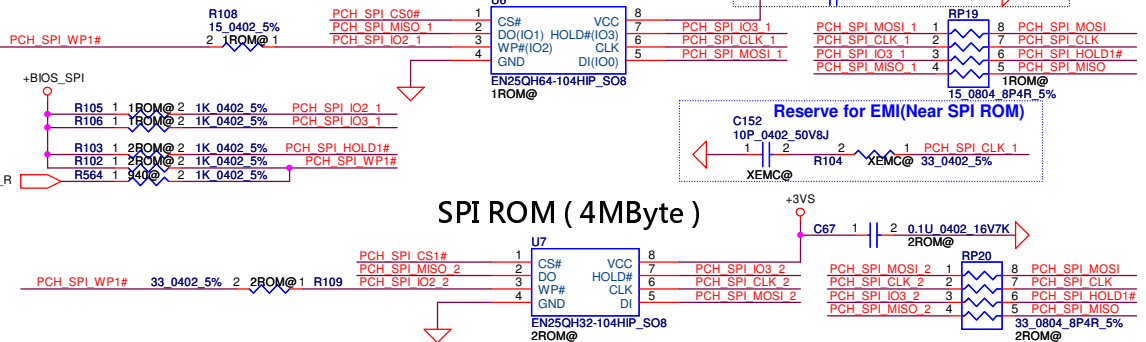 U6
R108
15_0402_5%
PCH_SPI_WP1# 2 1ROM@ 1
PCH_SPI_CS0# 1 CS# VCC 8
PCH_SPI_MISO_1 2 DO(IO1) HOLD#(IO3) 7 PCH_SPI_IO3_1
PCH_SPI_IO2_1 3 WP#(IO2) CLK 6 PCH_SPI_CLK_1
4 GND DI(IO0) 5 PCH_SPI_MOSI_1
EN25QH64-104HIP_SO8
1ROM@
RP19
PCH_SPI_MOSI_1 1 8 PCH_SPI_MOSI
PCH_SPI_CLK_1 2 7 PCH_SPI_CLK
PCH_SPI_IO3_1 3 6 PCH_SPI_HOLD1#
PCH_SPI_MISO_1 4 5 PCH_SPI_MISO
1ROM@
15_0804_8P4R_5%
+BIOS_SPI
R105 1 1ROM@ 2 1K_0402_5% PCH_SPI_IO2_1
R106 1 1ROM@ 2 1K_0402_5% PCH_SPI_IO3_1
R103 1 2ROM@ 2 1K_0402_5% PCH_SPI_HOLD1#
R102 1 2ROM@ 2 1K_0402_5% PCH_SPI_WP1#
_R R564 1 940@ 2 1K_0402_5%
Reserve for EMI(Near SPI ROM)
C152
10P_0402_50V8J
1 2 2 1 PCH_SPI_CLK_1
R104 XEMC@ 33_0402_5%
XEMC@
SPI ROM ( 4MByte )
+3VS
C67 1 2 0.1U_0402_16V7K
2ROM@
U7
PCH_SPI_WP1# 33_0402_5% 2 2ROM@ 1 R109
PCH_SPI_CS1# 1 CS# VCC 8
PCH_SPI_MISO_2 2 DO HOLD# 7 PCH_SPI_IO3_2
PCH_SPI_IO2_2 3 WP# CLK 6 PCH_SPI_CLK_2
4 GND DI 5 PCH_SPI_MOSI_2
EN25QH32-104HIP_SO8
2ROM@
RP20
PCH_SPI_MOSI_2 1 8 PCH_SPI_MOSI
PCH_SPI_CLK_2 2 7 PCH_SPI_CLK
PCH_SPI_IO3_2 3 6 PCH_SPI_HOLD1#
PCH_SPI_MISO_2 4 5 PCH_SPI_MISO
33_0804_8P4R_5%
2ROM@